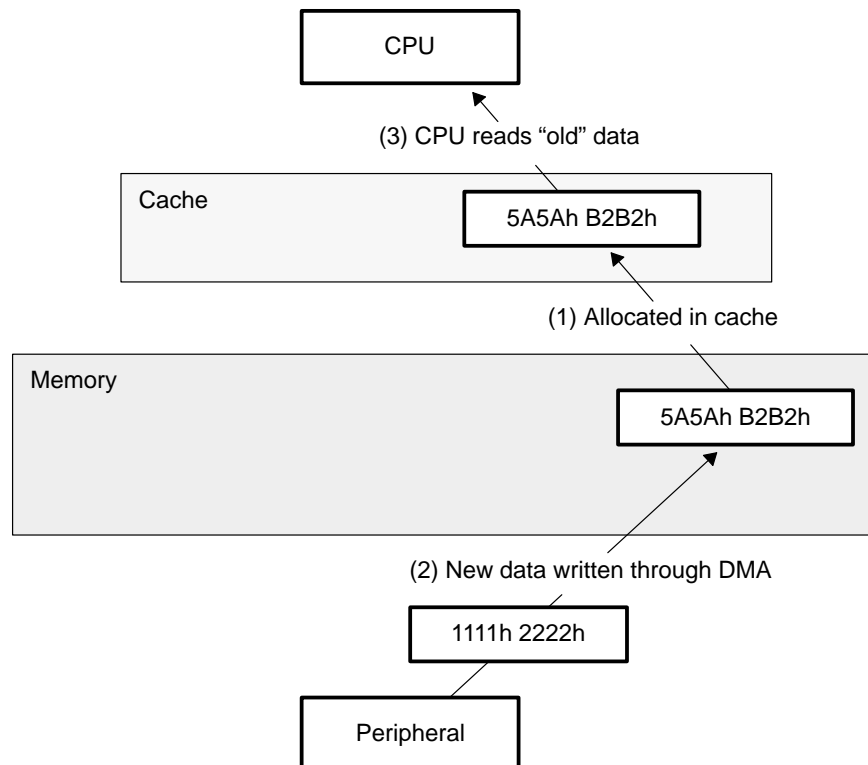 CPU
(3) CPU reads “old” data
Cache
5A5Ah B2B2h
(1) Allocated in cache
Memory
5A5Ah B2B2h
(2) New data written through DMA
1111h 2222h
Peripheral